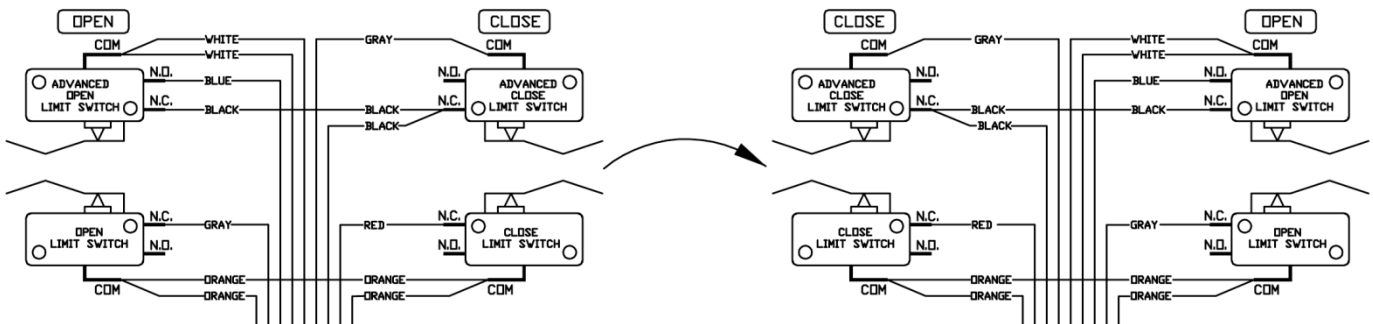 OPEN
CLOSE
CLOSE
OPEN
COM
WHITE
GRAY
COM
COM
GRAY
WHITE
COM
WHITE
WHITE
N.O.
N.O.
N.O.
N.O.
ADVANCED
OPEN
LIMIT SWITCH
BLUE
ADVANCED
CLOSE
LIMIT SWITCH
ADVANCED
CLOSE
LIMIT SWITCH
BLUE
ADVANCED
OPEN
LIMIT SWITCH
N.C.
BLACK
BLACK
N.C.
N.C.
BLACK
BLACK
N.C.
BLACK
BLACK
N.C.
GRAY
RED
N.C.
N.C.
RED
GRAY
N.C.
OPEN
LIMIT SWITCH
N.O.
CLOSE
LIMIT SWITCH
N.O.
CLOSE
LIMIT SWITCH
N.O.
OPEN
LIMIT SWITCH
N.O.
COM
ORANGE
ORANGE
COM
COM
ORANGE
ORANGE
COM
ORANGE
ORANGE
ORANGE
ORANGE